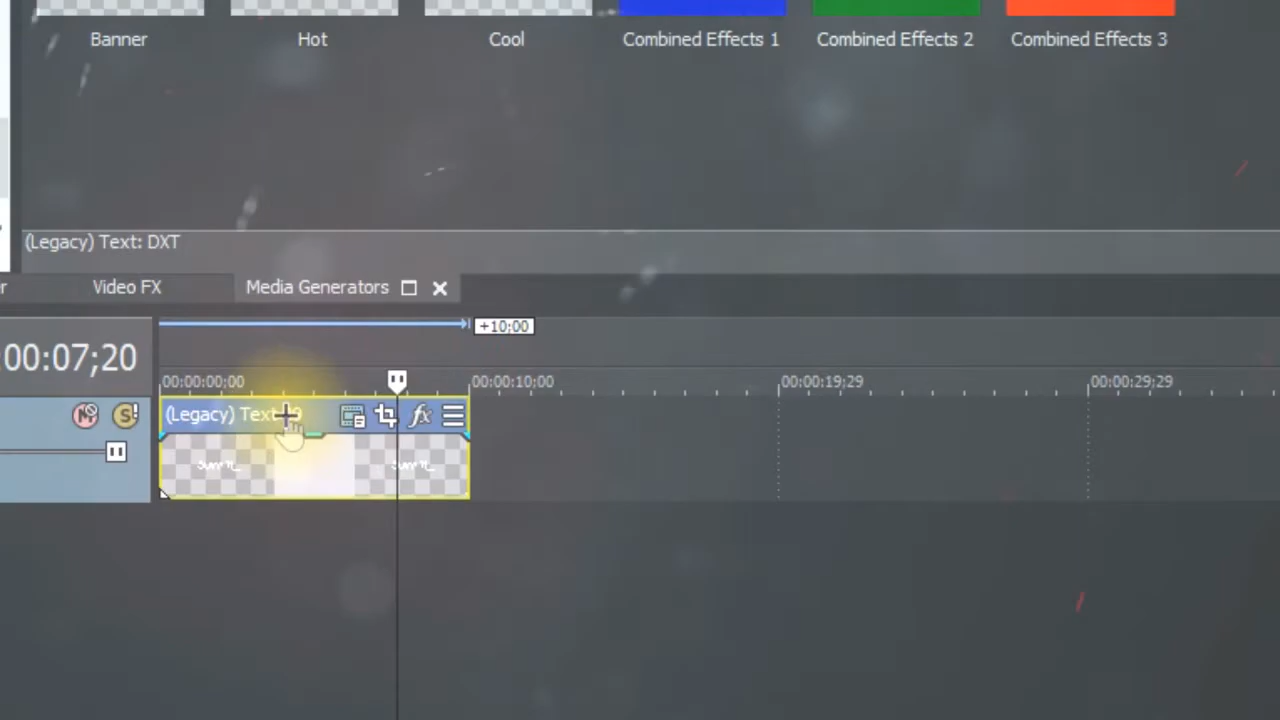 Banner
Hot
Cool
Combined Effects 1
Combined Effects 2
Combined Effects 3
(Legacy) Text: DXT
Video FX
Media Generators
+10;00
00:07;20
00:00:00;00
00:00:10;00
00:00:19;29
00:00:29;29
(Legacy) Text
fx